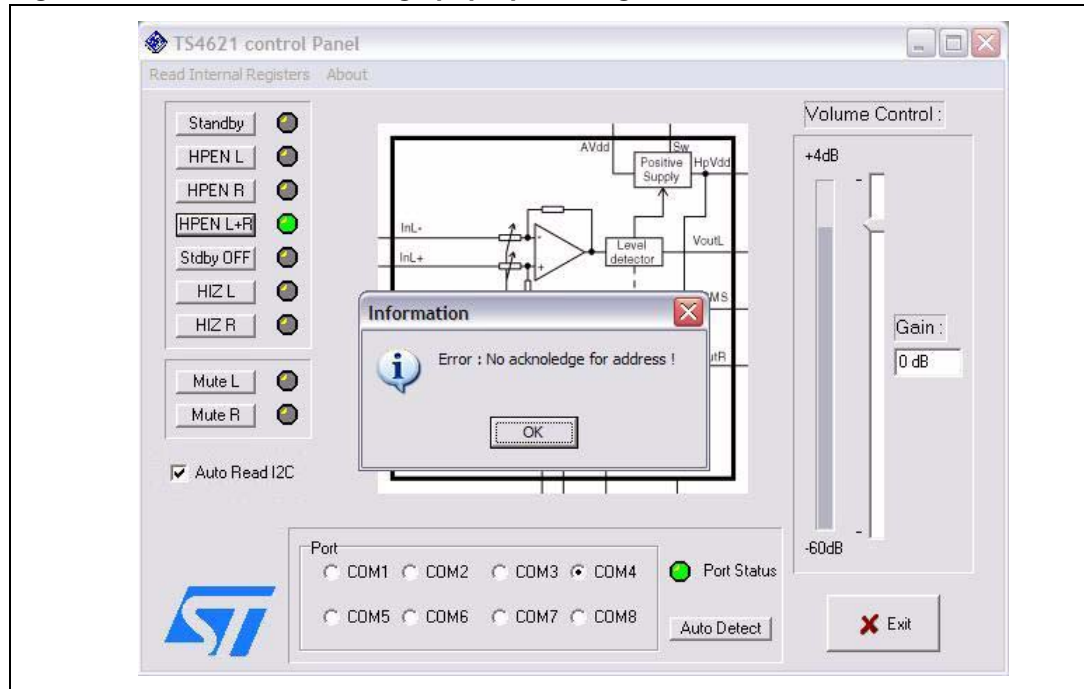 TS4621 control Panel
Read Internal Registers About
Standby
HPEN L
HPEN R
HPEN L+R
Stdby OFF
HIZ L
HIZ R
Mute L
Mute R
Auto Read I2C
AVdd
Sw
Positive
Supply
HpVdd
InL-
InL+
Level
detector
VoutL
MS
utR
Information
Error : No acknoledge for address !
OK
Volume Control :
+4dB
-60dB
Gain :
0 dB
Port
COM1 COM2 COM3 COM4
COM5 COM6 COM7 COM8
Port Status
Auto Detect
Exit
ST